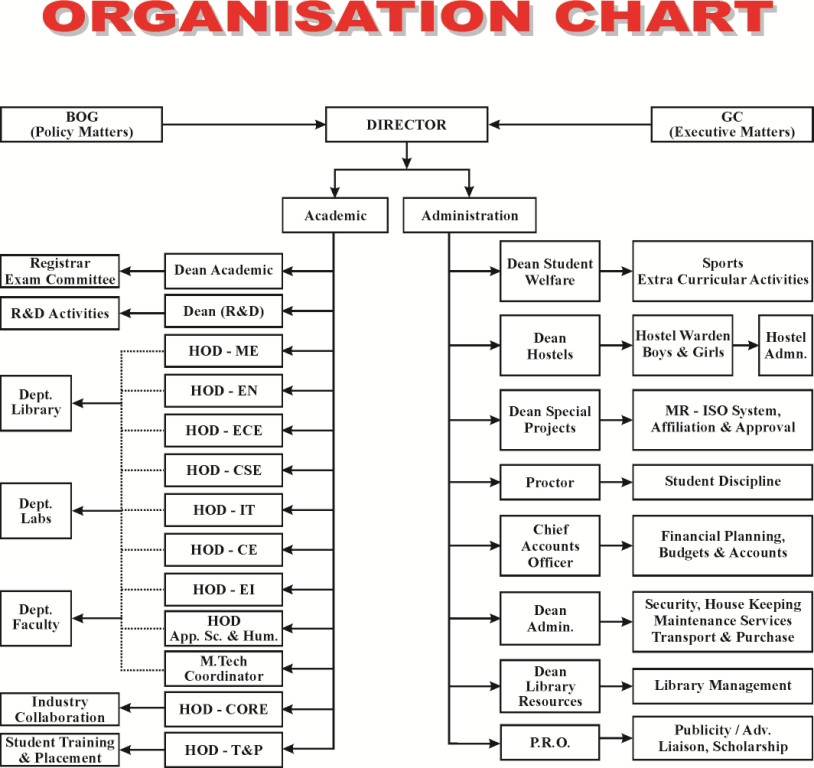 ORGANISATION CHART
BOG
(Policy Matters)
DIRECTOR
GC
(Executive Matters)
Academic
Administration
Registrar
Exam Committee
Dean Academic
R&D Activities
Dean (R&D)
HOD - ME
HOD - EN
HOD - ECE
HOD - CSE
HOD - IT
HOD - CE
HOD - EI
HOD
App. Sc. & Hum.
M.Tech
Coordinator
Dept.
Library
Dept.
Labs
Dept.
Faculty
Industry
Collaboration
HOD - CORE
Student Training
& Placement
HOD - T&P
Dean Student
Welfare
Sports
Extra Curricular Activities
Dean
Hostels
Hostel Warden
Boys & Girls
Hostel
Admn.
Dean Special
Projects
MR - ISO System,
Affiliation & Approval
Proctor
Student Discipline
Chief
Accounts
Officer
Financial Planning,
Budgets & Accounts
Dean
Admin.
Security, House Keeping
Maintenance Services
Transport & Purchase
Dean
Library
Resources
Library Management
P.R.O.
Publicity / Adv.
Liaison, Scholarship